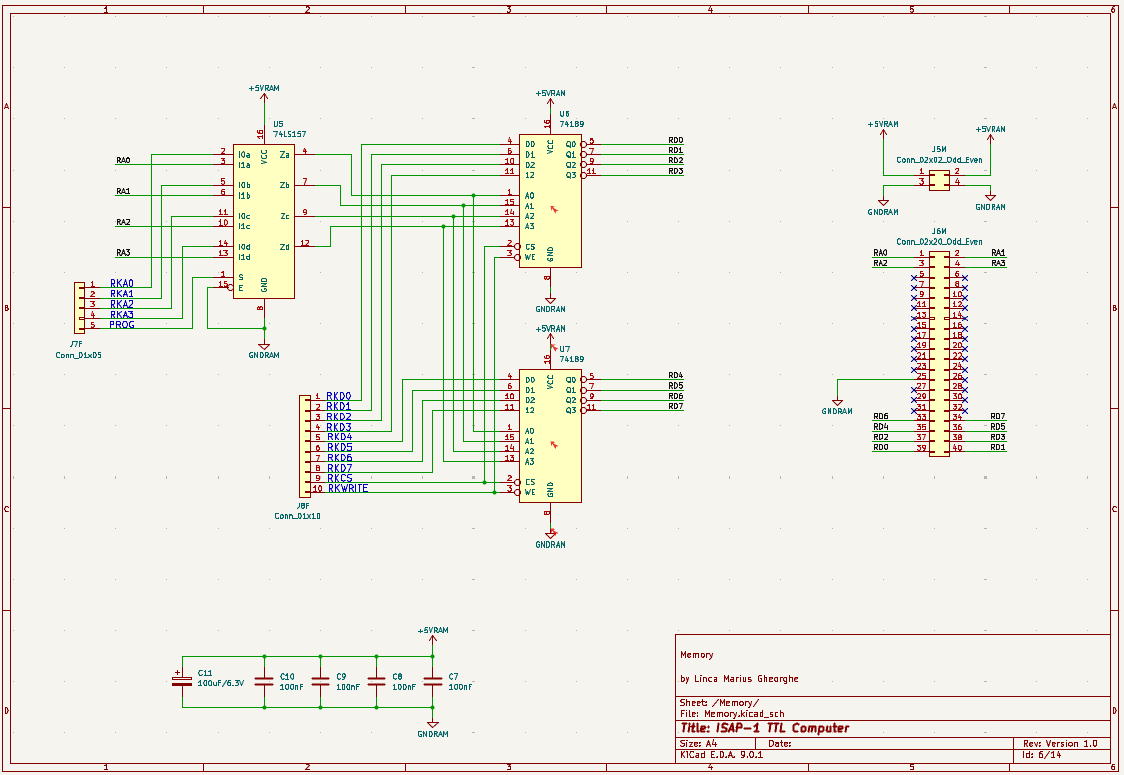 1 2 3 4 5 6
A
B
C
D
+5VRAM
U5
74LS157
16
VCC
2 I0a Za 4
3 I1a
RA0
5 I0b Zb 7
6 I1b
RA1
11 I0c Zc 9
10 I1c
RA2
14 I0d Zd 12
13 I1d
RA3
1 S
15 E
GND
8
GNDRAM
1 RKA0
2 RKA1
3 RKA2
4 RKA3
5 PROG
J7F
Conn_01x05
+5VRAN
U6
74189
16
VCC
4 D0 Q0 RD0
6 D1 Q1 7 RD1
10 D2 Q2 9 RD2
11 12 Q3 11 RD3
1 A0
15 A1
14 A2
13 A3
2 CS
3 WE
GND
8
GNDRAN
+5VRAN
U7
74189
16
VCC
4 D0 Q0 5 RD4
6 D1 Q1 7 RD5
10 D2 Q2 9 RD6
11 12 Q3 11 RD7
1 A0
15 A1
14 A2
13 A3
2 CS
3 WE
GND
8
GNDRAN
1 RKD0
2 RKD1
3 RKD2
4 RKD3
5 RKD4
6 RKD5
7 RKD6
8 RKD7
9 RKCS
10 RKWRITE
J8F
Conn_01x10
+5VRAM
+5VRAN
J5M
Conn_02x02_Odd_Even
1 2
3 4
GNDRAM
GNDRAN
J6M
Conn_02x20_Odd_Even
RA0 1 2 RA1
RA2 3 4 RA3
5 6
7 8
9 10
11 12
13 14
15 16
17 18
19 20
21 22
23 24
25 26
27 28
29 30
31 32
RD6 33 34 RD7
RD4 35 36 RD5
RD2 37 38 RD3
RD0 39 40 RD1
GNDRAM
+5VRAM
+
C11
100uF/6.3V
C10
100nF
C9
100nF
C8
100nF
C7
100nF
GNDRAM
Memory
by Linca Marius Gheorghe
Sheet: /Memory/
File: Memory.kicad_sch
Title: ISAP-1 TTL Computer
Size: A4 Date: Rev: Version 1.0
KiCad E.D.A. 9.0.1 Id: 6/14
1 2 3 4 5 6
A
B
C
D